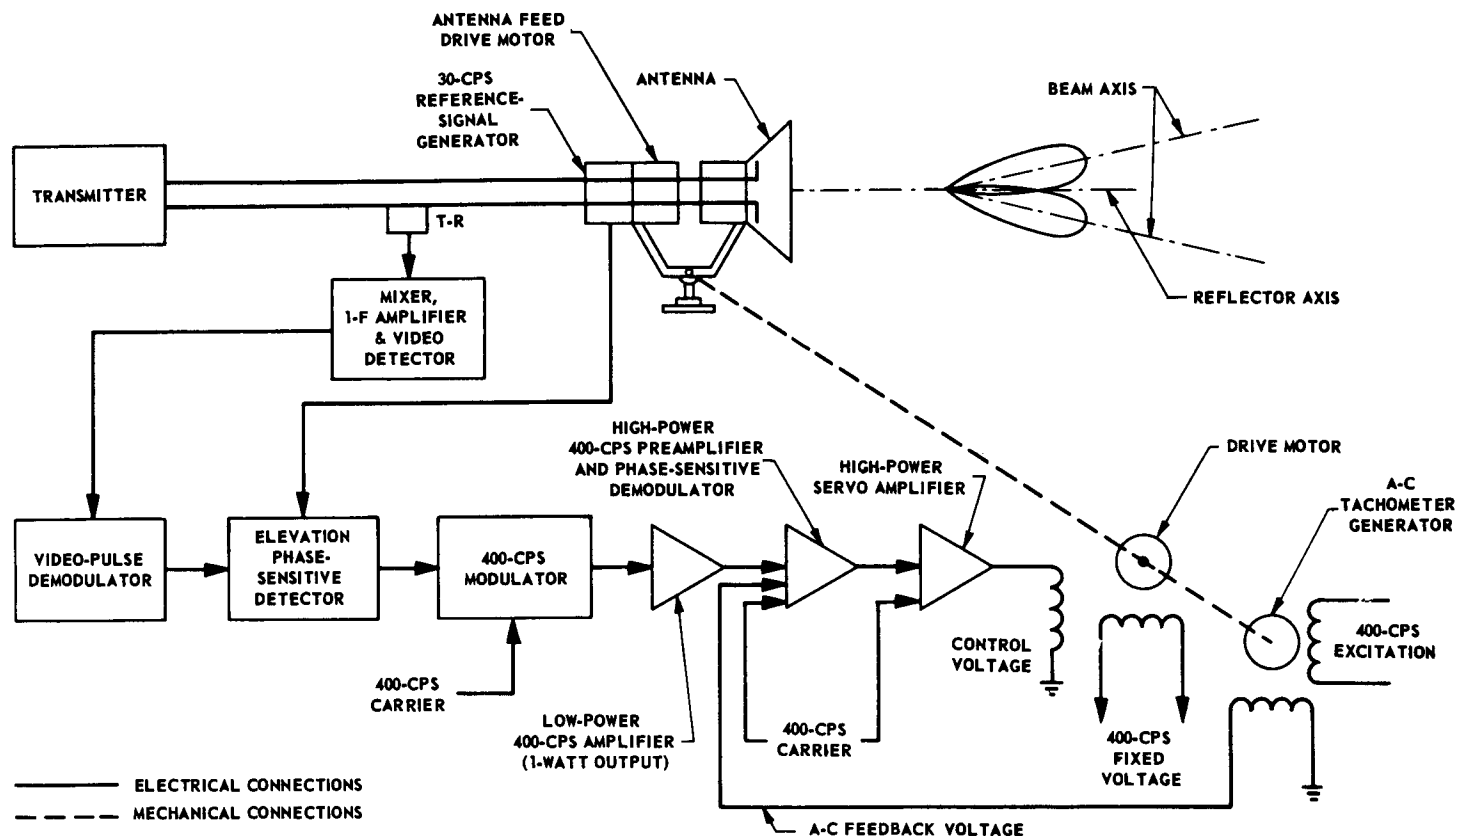 ANTENNA FEED
DRIVE MOTOR
30-CPS
REFERENCE-
SIGNAL
GENERATOR
ANTENNA
BEAM AXIS
TRANSMITTER
T-R
REFLECTOR AXIS
MIXER,
1-F AMPLIFIER
& VIDEO
DETECTOR
HIGH-POWER
400-CPS PREAMPLIFIER
AND PHASE-SENSITIVE
DEMODULATOR
HIGH-POWER
SERVO AMPLIFIER
DRIVE MOTOR
A-C
TACHOMETER
GENERATOR
VIDEO-PULSE
DEMODULATOR
ELEVATION
PHASE-
SENSITIVE
DETECTOR
400-CPS
MODULATOR
CONTROL
VOLTAGE
400-CPS
EXCITATION
400-CPS
CARRIER
LOW-POWER
400-CPS AMPLIFIER
(1-WATT OUTPUT)
400-CPS
CARRIER
400-CPS
FIXED
VOLTAGE
ELECTRICAL CONNECTIONS
MECHANICAL CONNECTIONS
A-C FEEDBACK VOLTAGE